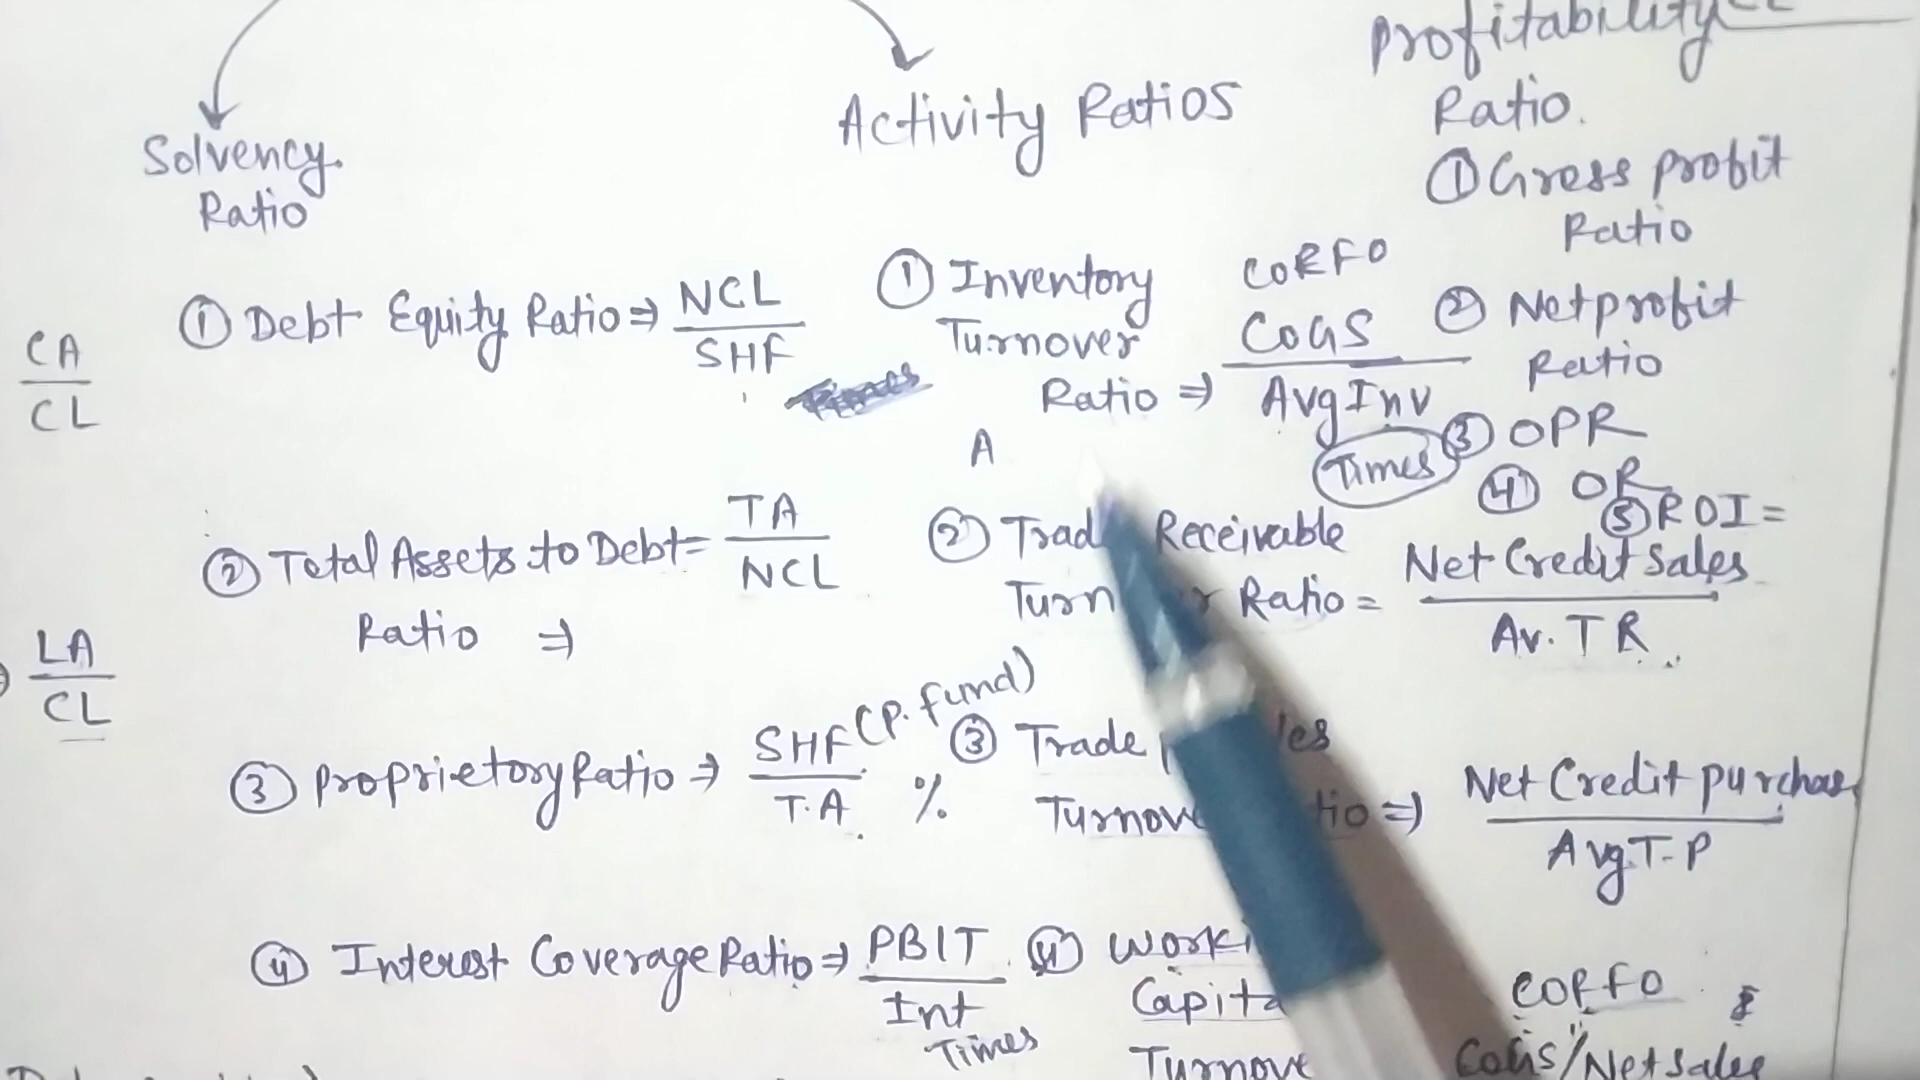 CA
CL
LA
CL
Solvency
Ratio
① Debt Equity Ratio ⇒ NCL
SHF
② Total Assets to Debt = TA
Ratio ⇒ NCL
③ Proprietory Ratio → SHF (P. fund)
T.A %
④ Interest Coverage Ratio ⇒ PBIT
Int
Times
Activity Ratios
① Inventory
Turnover
Ratio ⇒
CORFO
COGS
Avg Inv
Times
A
② Trade Receivable
Ratio = Net Credit Sales
Av. T R
③ Trade
⇒ Net Credit purchas
Avg T-P
④
Capita
Turnove
CORFO
COGS/Net Sales
Profitability
Ratio.
① Gross profit
Ratio
② Net profit
Ratio
③ OPR
④ OR
⑤ ROI =